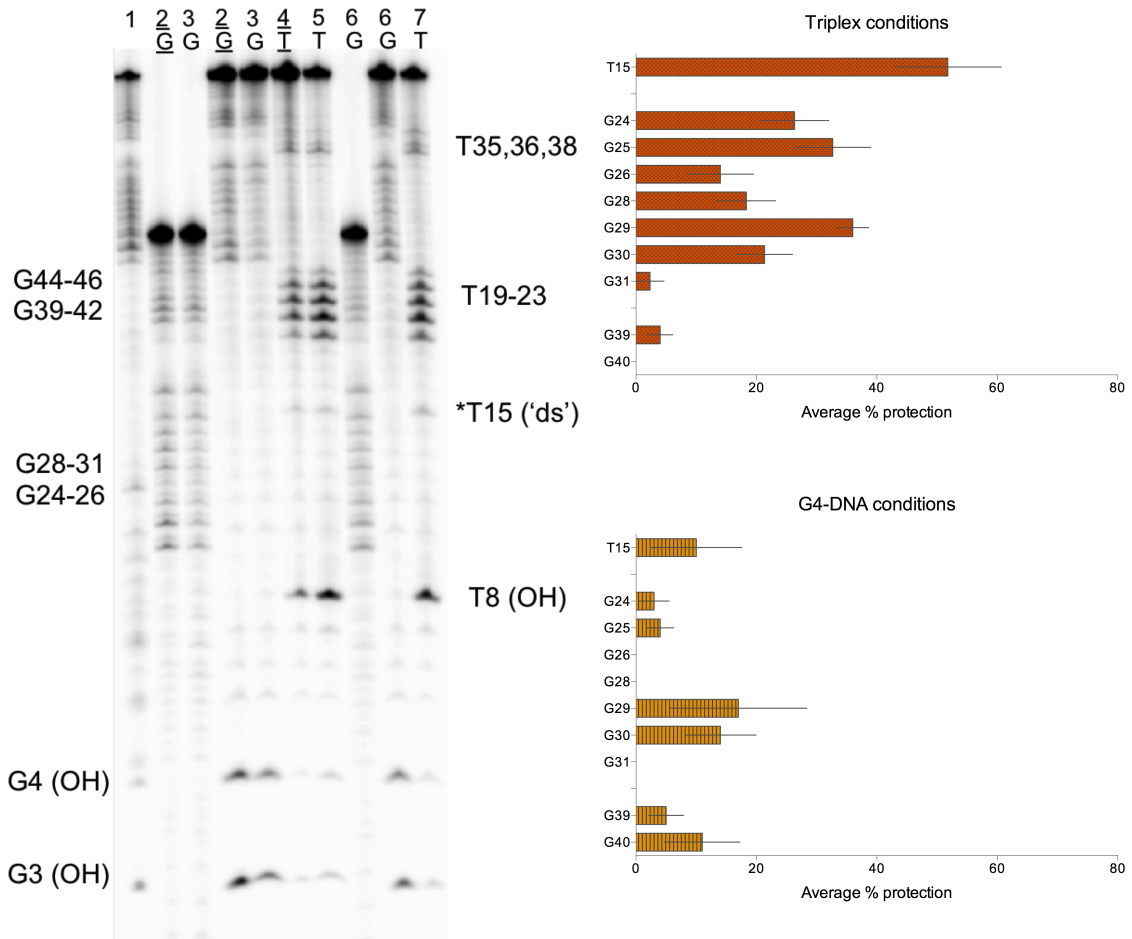 1 2 3 2 3 4 5 6 6 7
G G G G T T G G T
T35,36,38
G44-46
G39-42
T19-23
*T15 (‘ds’)
G28-31
G24-26
T8 (OH)
G4 (OH)
G3 (OH)
Triplex conditions
T15
G24
G25
G26
G28
G29
G30
G31
G39
G40
0 20 40 60 80
Average % protection
G4-DNA conditions
T15
G24
G25
G26
G28
G29
G30
G31
G39
G40
0 20 40 60 80
Average % protection